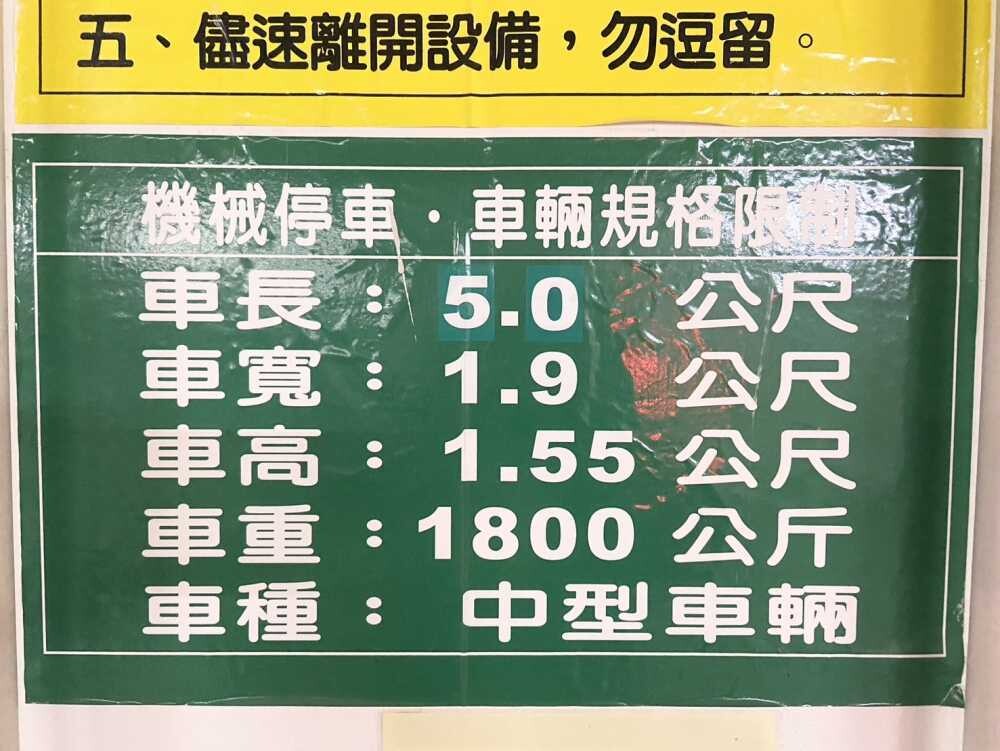 五、儘速離開設備，勿逗留。
機械停車・車輛規格限制
車長：5.0 公尺
車寬：1.9 公尺
車高：1.55 公尺
車重：1800 公斤
車種：中型車輛